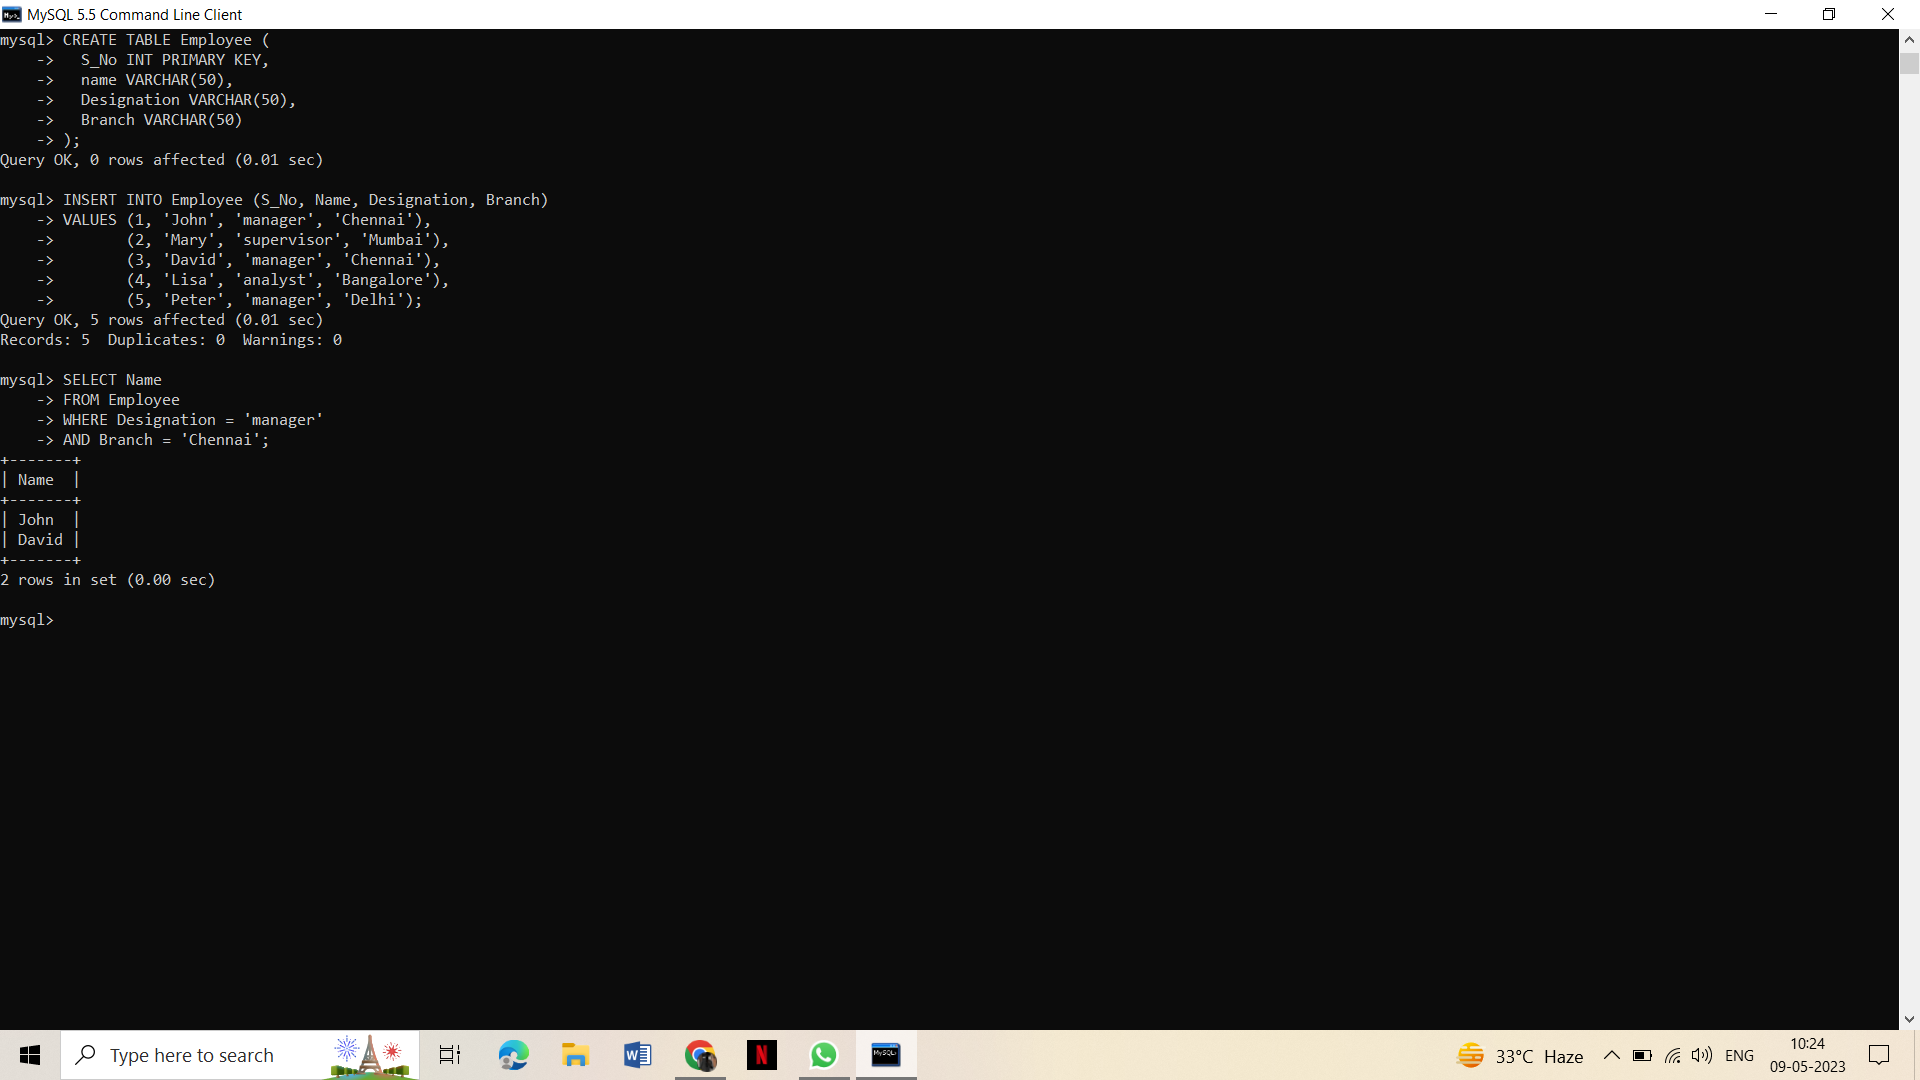 MySQL 5.5 Command Line Client
mysql> CREATE TABLE Employee (
    ->   S_No INT PRIMARY KEY,
    ->   name VARCHAR(50),
    ->   Designation VARCHAR(50),
    ->   Branch VARCHAR(50)
    -> );
Query OK, 0 rows affected (0.01 sec)

mysql> INSERT INTO Employee (S_No, Name, Designation, Branch)
    -> VALUES (1, 'John', 'manager', 'Chennai'),
    ->        (2, 'Mary', 'supervisor', 'Mumbai'),
    ->        (3, 'David', 'manager', 'Chennai'),
    ->        (4, 'Lisa', 'analyst', 'Bangalore'),
    ->        (5, 'Peter', 'manager', 'Delhi');
Query OK, 5 rows affected (0.01 sec)
Records: 5  Duplicates: 0  Warnings: 0

mysql> SELECT Name
    -> FROM Employee
    -> WHERE Designation = 'manager'
    -> AND Branch = 'Chennai';
+-------+
| Name  |
+-------+
| John  |
| David |
+-------+
2 rows in set (0.00 sec)

mysql>
Type here to search
W
N
MySQL
33°C Haze
ENG
10:24
09-05-2023